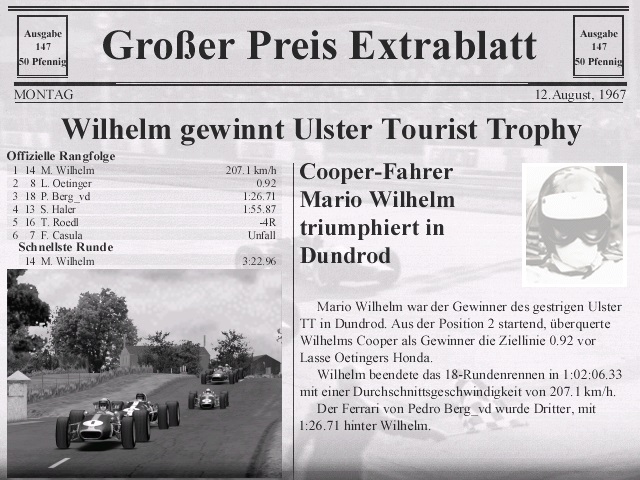 Ausgabe
147
50 Pfennig
Großer Preis Extrablatt
Ausgabe
147
50 Pfennig
MONTAG
12.August, 1967
Wilhelm gewinnt Ulster Tourist Trophy
Offizielle Rangfolge
1 14 M. Wilhelm 207.1 km/h
2 8 L. Oetinger 0.92
3 18 P. Berg_vd 1:26.71
4 13 S. Haler 1:55.87
5 16 T. Roedl -4R
6 7 F. Casula Unfall
Schnellste Runde
14 M. Wilhelm 3:22.96
Cooper-Fahrer
Mario Wilhelm
triumphiert in
Dundrod
Mario Wilhelm war der Gewinner des gestrigen Ulster
TT in Dundrod. Aus der Position 2 startend, überquerte
Wilhelms Cooper als Gewinner die Ziellinie 0.92 vor
Lasse Oetingers Honda.
Wilhelm beendete das 18-Rundenrennen in 1:02:06.33
mit einer Durchschnittsgeschwindigkeit von 207.1 km/h.
Der Ferrari von Pedro Berg_vd wurde Dritter, mit
1:26.71 hinter Wilhelm.